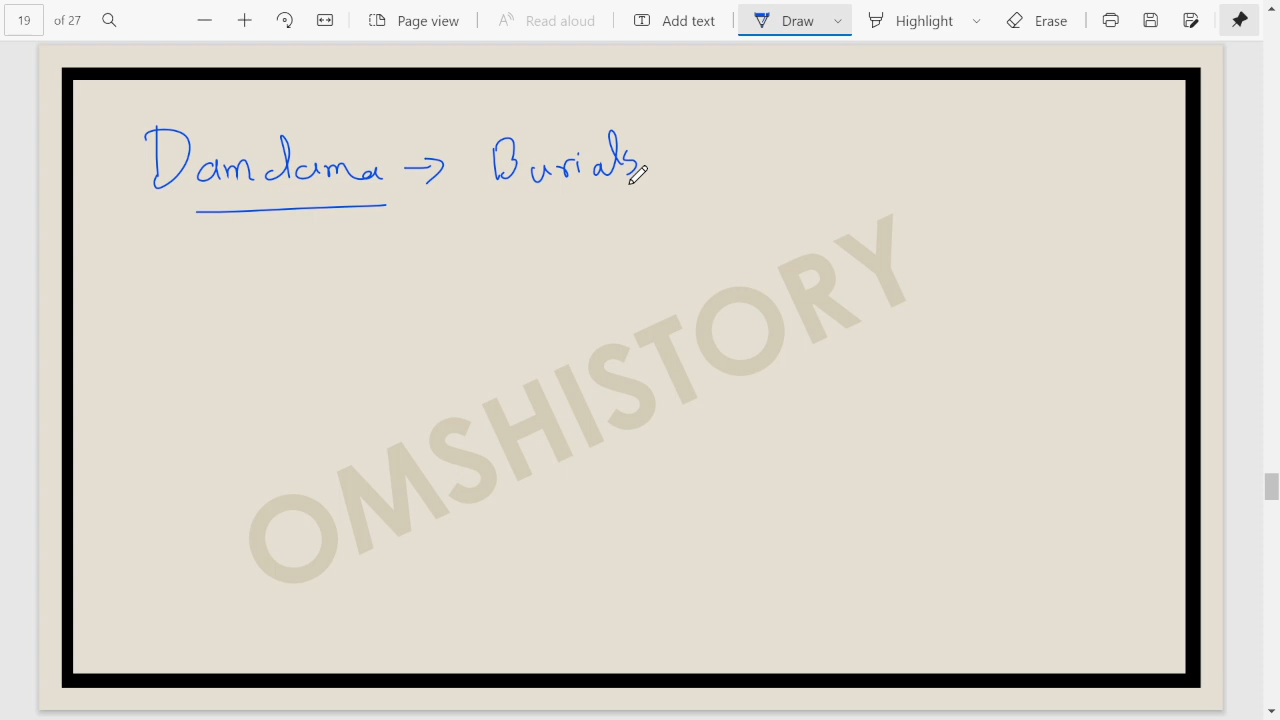 19 of 27 Page view Read aloud Add text Draw Highlight Erase
Damdama → Burials
OMSHISTORY